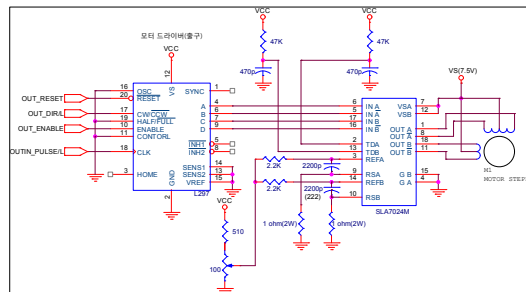 VCC
VCC
모터 드라이버(출구)
VCC
47K
47K
470p
470p
12
VS
16
OSC
SYNC
1
OUT_RESET
20
RESET
OUT_DIR/L
17
CW/CCW
A
4
6
IN A
VSA
7
19
HALF/FULL
B
6
5
IN A
VSB
12
VS(7.5V)
OUT_ENABLE
10
ENABLE
C
7
17
IN B
11
CONTORL
D
9
16
IN B
OUT A
1
OUT A
8
OUTIN_PULSE/L
18
CLK
INH1
5
2
TDA
OUT B
18
INH2
8
13
TDB
OUT B
11
3
REFA
3
HOME
SENS1
14
9
RSA
G B
15
SENS2
13
14
REFB
G A
4
VREF
15
10
RSB
GND
2
L297
SLA7024M
M1
MOTOR STEPS
2.2K
2200p
2.2K
2200p
(222)
VCC
1 ohm(2W)
1 ohm(2W)
510
100